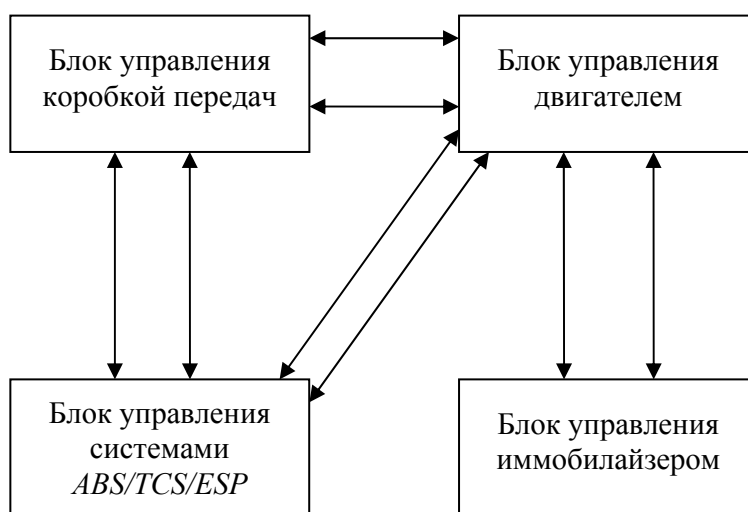 Блок управления
коробкой передач
Блок управления
двигателем
Блок управления
системами
ABS/TCS/ESP
Блок управления
иммобилайзером